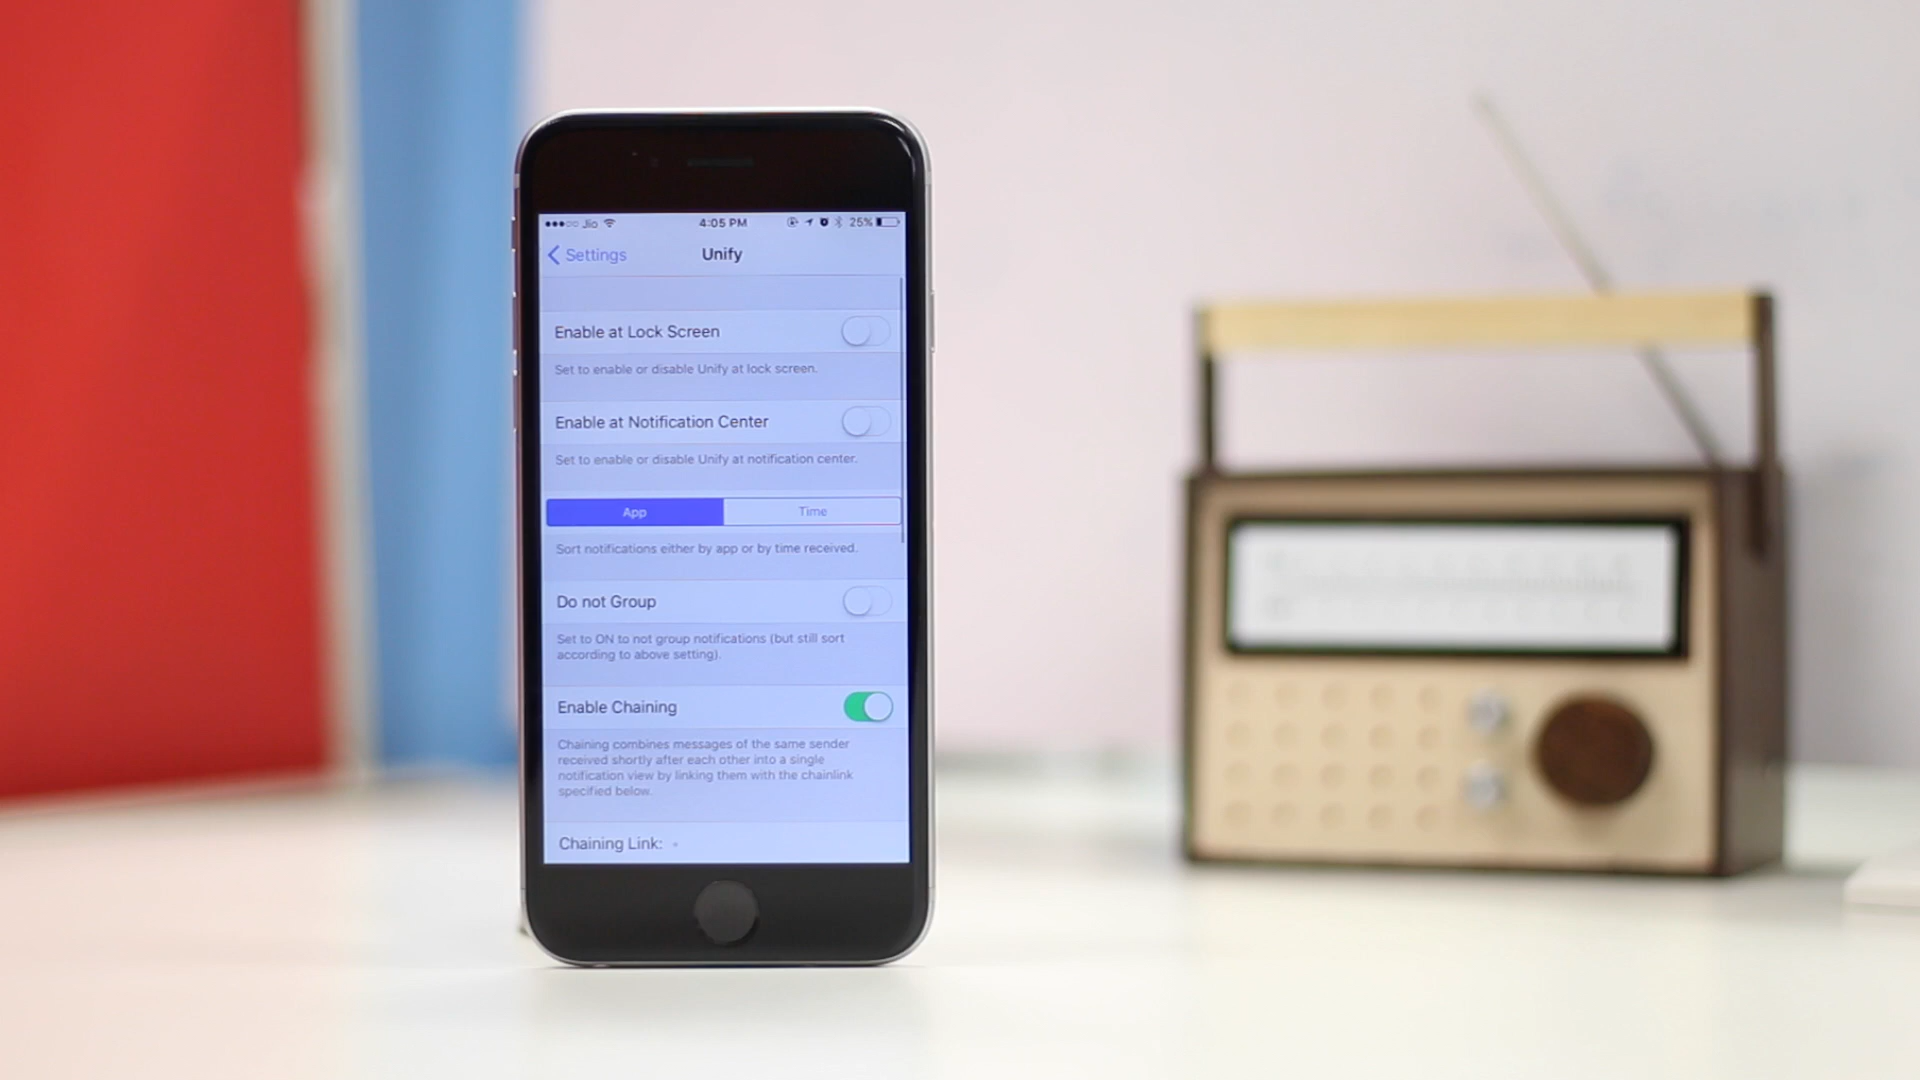 Jio 4:05 PM 25%
Settings Unify
Enable at Lock Screen
Set to enable or disable Unify at lock screen.
Enable at Notification Center
Set to enable or disable Unify at notification center.
App Time
Sort notifications either by app or by time received.
Do not Group
Set to ON to not group notifications (but still sort
according to above setting).
Enable Chaining
Chaining combines messages of the same sender
received shortly after each other into a single
notification view by linking them with the chainlink
specified below.
Chaining Link: •